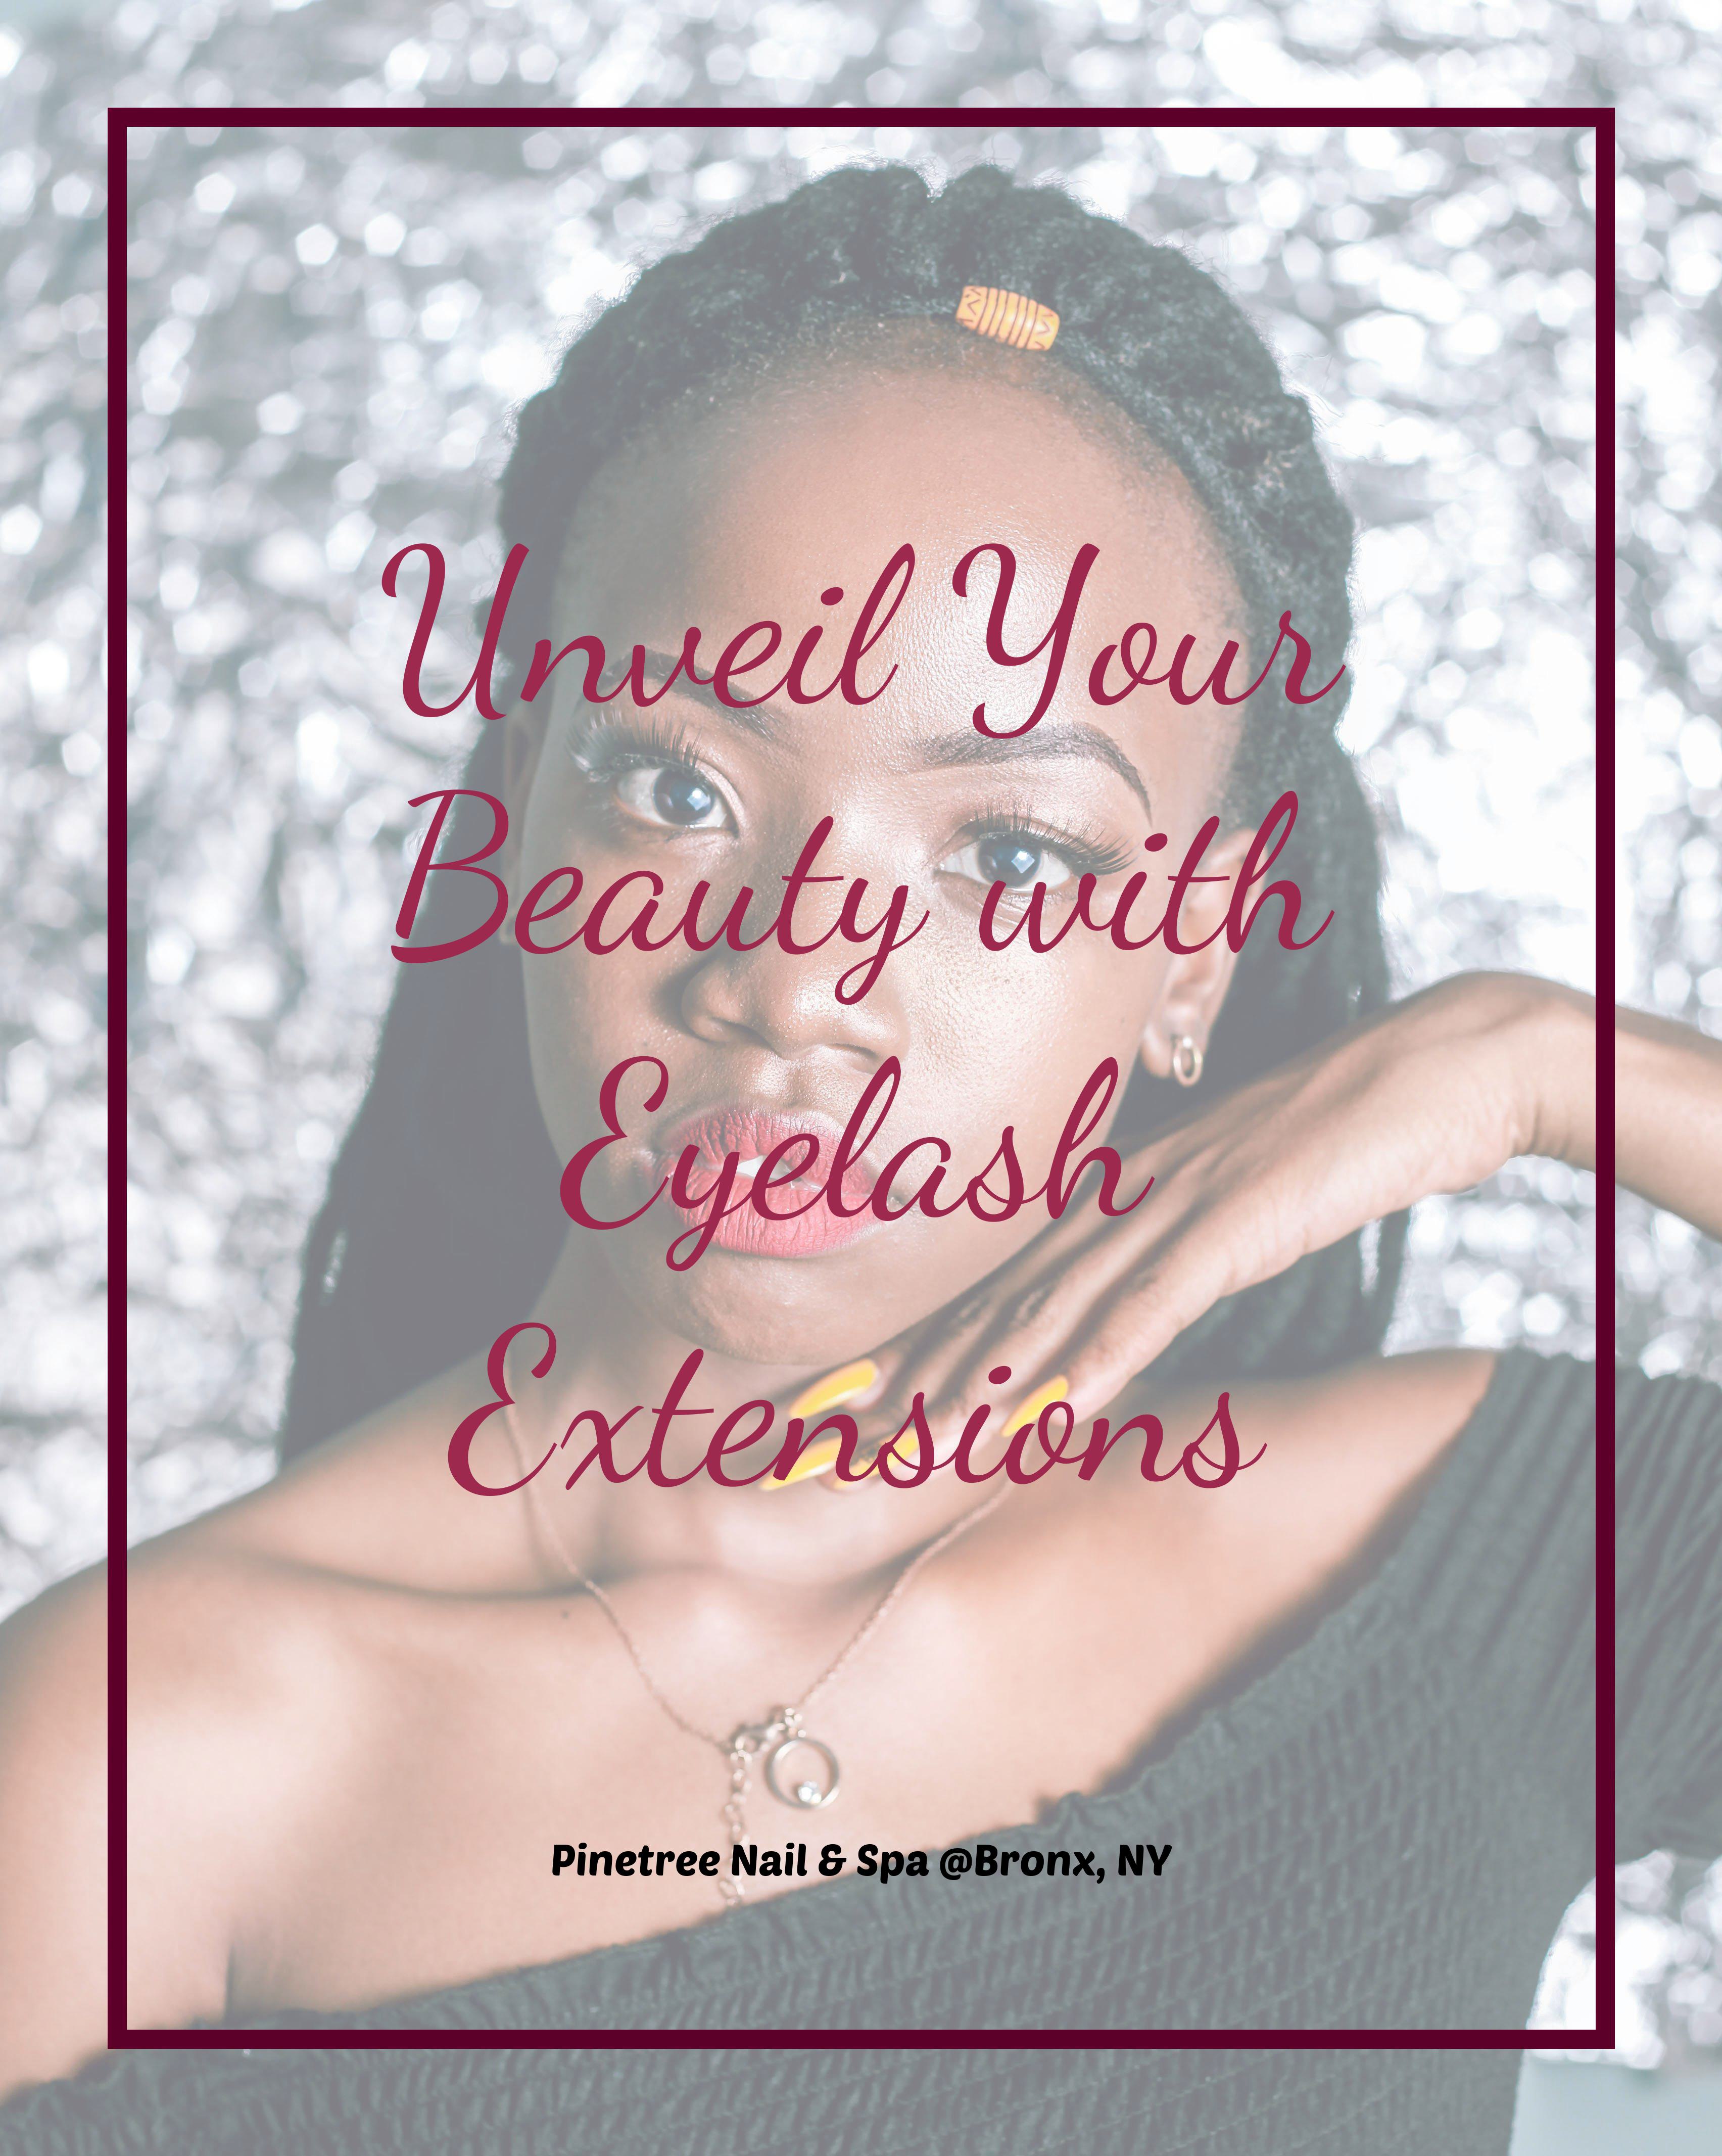 Unveil Your
Beauty with
Eyelash
Extensions
Pinetree Nail & Spa @Bronx, NY